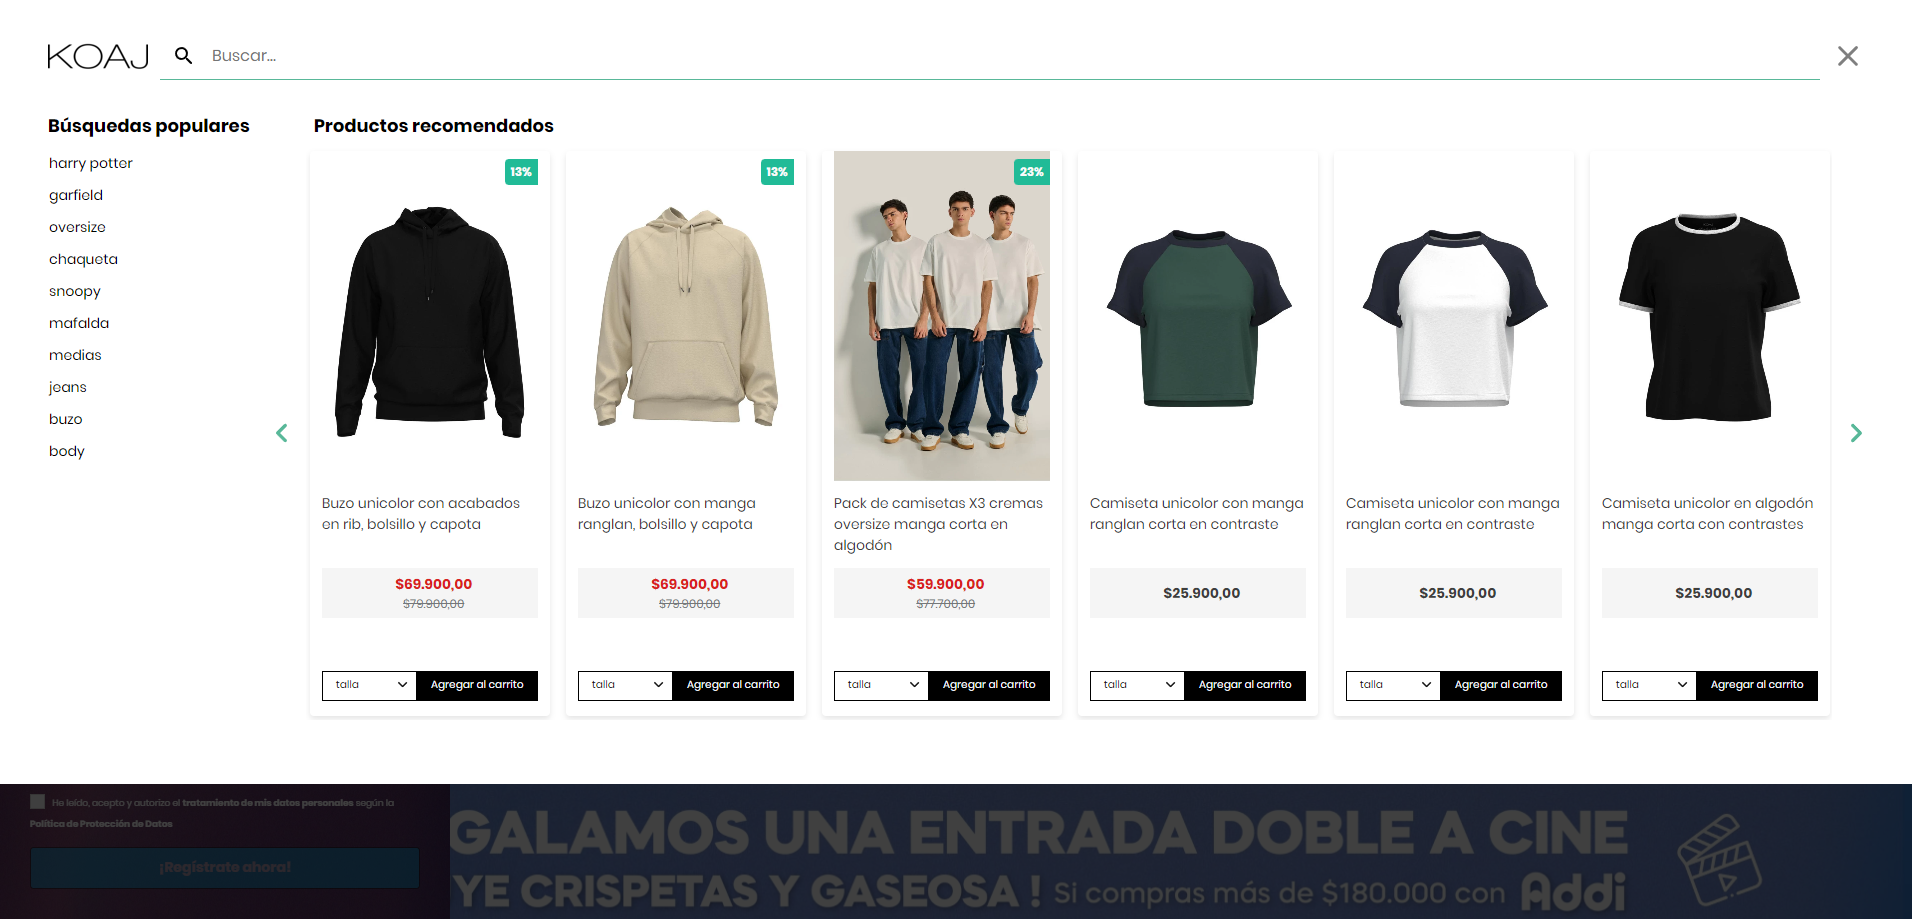 KOAJ
Buscar...
Búsquedas populares
harry potter
garfield
oversize
chaqueta
snoopy
mafalda
medias
jeans
buzo
body
Productos recomendados
13%
Buzo unicolor con acabados
en rib, bolsillo y capota
$69.900,00
$79.900,00
talla
Agregar al carrito
13%
Buzo unicolor con manga
ranglan, bolsillo y capota
$69.900,00
$79.900,00
talla
Agregar al carrito
23%
Pack de camisetas X3 cremas
oversize manga corta en
algodón
$59.900,00
$77.700,00
talla
Agregar al carrito
Camiseta unicolor con manga
ranglan corta en contraste
$25.900,00
talla
Agregar al carrito
Camiseta unicolor con manga
ranglan corta en contraste
$25.900,00
talla
Agregar al carrito
Camiseta unicolor en algodón
manga corta con contrastes
$25.900,00
talla
Agregar al carrito
He leído, acepto y autorizo el tratamiento de mis datos personales según la
Política de Protección de Datos
¡Regístrate ahora!
GALAMOS UNA ENTRADA DOBLE A CINE
YE CRISPETAS Y GASEOSA ! Si compras más de $180.000 con Addi